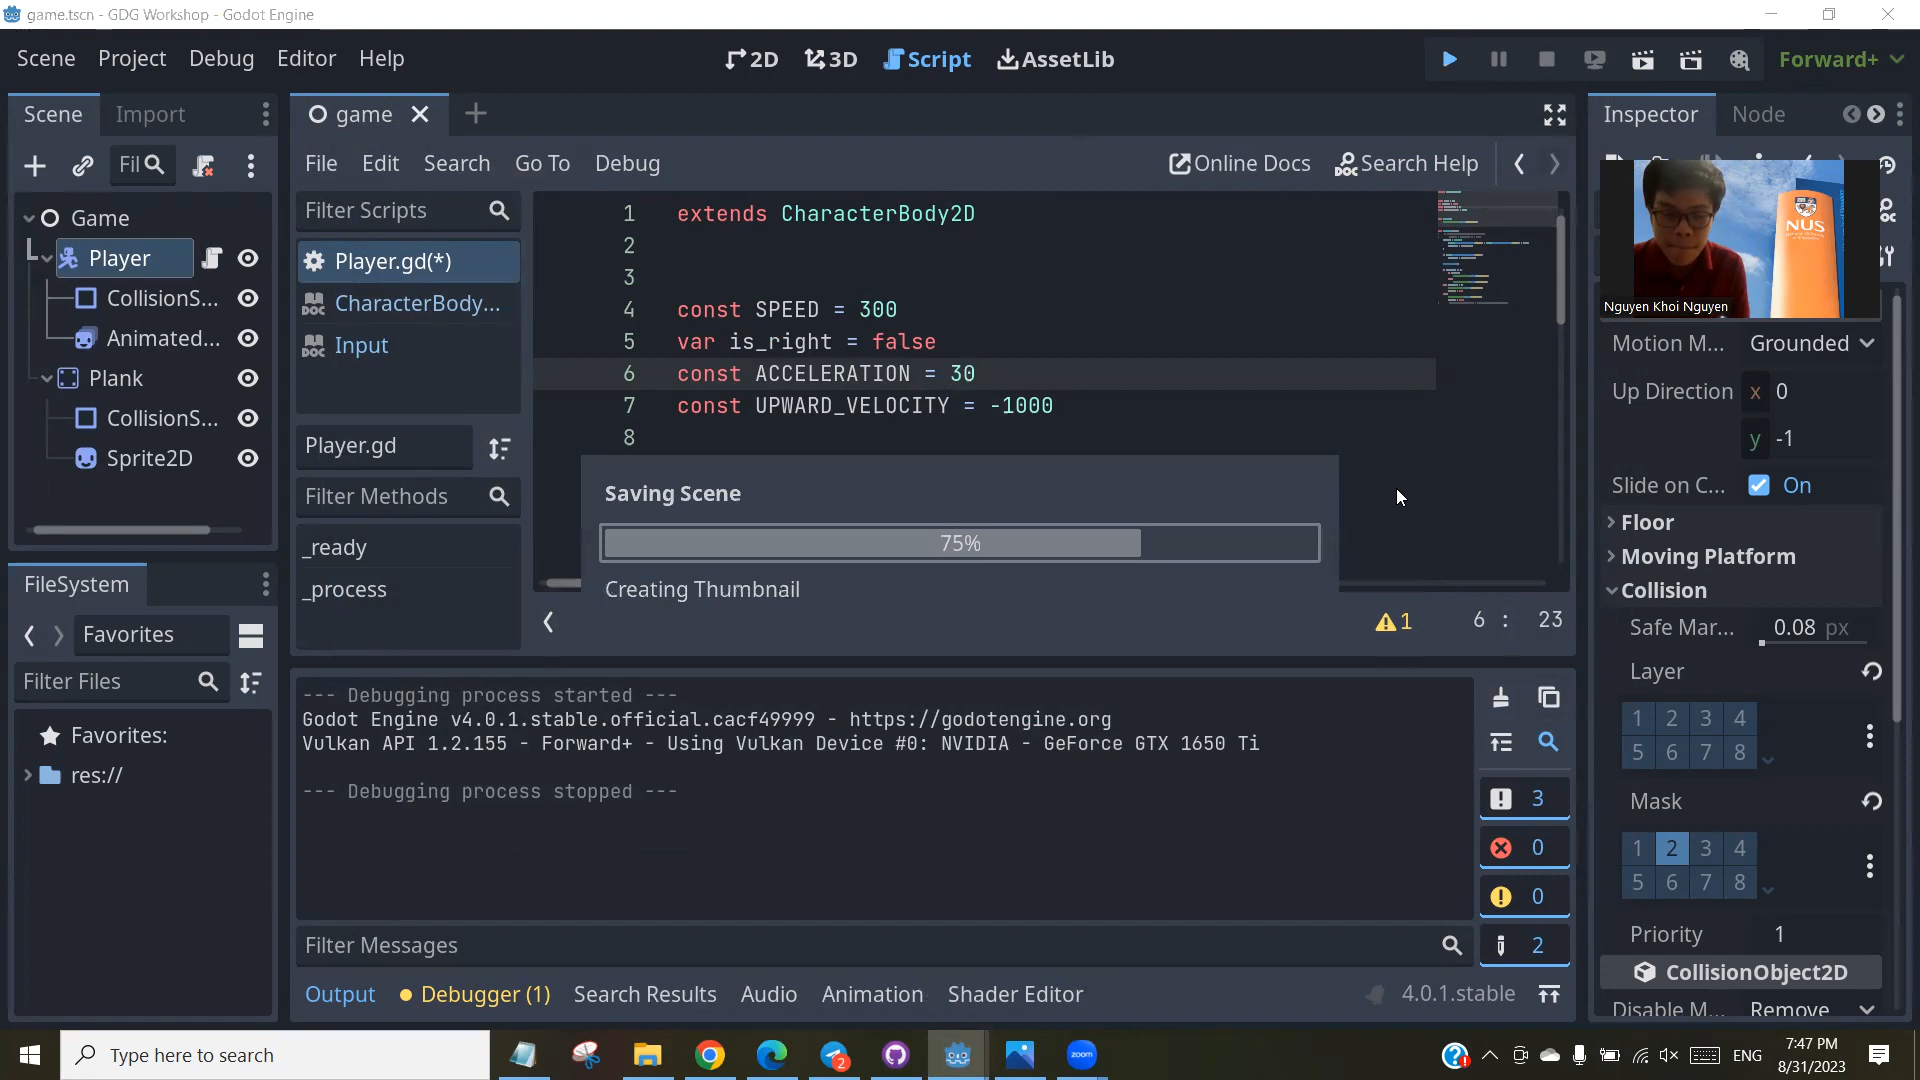 game.tscn - GDG Workshop - Godot Engine
Scene Project Debug Editor Help
2D 3D Script AssetLib
Forward+
Scene Import
game
Inspector Node
Fil
File Edit Search Go To Debug
Online Docs Search Help
Filter Scripts
Game
Player
CollisionS...
Animated...
Plank
CollisionS...
Sprite2D
Player.gd(*)
CharacterBody...
Input
Player.gd
Filter Methods
_ready
_process
1 extends CharacterBody2D
2
3
4 const SPEED = 300
5 var is_right = false
6 const ACCELERATION = 30
7 const UPWARD_VELOCITY = -1000
8
Saving Scene
75%
Creating Thumbnail
1 6 : 23
NUS
Nguyen Khoi Nguyen
Motion M... Grounded
Up Direction x 0
y -1
Slide on C... On
Floor
Moving Platform
Collision
Safe Mar... 0.08 px
Layer
1 2 3 4
5 6 7 8
Mask
1 2 3 4
5 6 7 8
Priority 1
CollisionObject2D
Disable M... Remove
FileSystem
Favorites
Filter Files
Favorites:
res://
--- Debugging process started ---
Godot Engine v4.0.1.stable.official.cacf49999 - https://godotengine.org
Vulkan API 1.2.155 - Forward+ - Using Vulkan Device #0: NVIDIA - GeForce GTX 1650 Ti
--- Debugging process stopped ---
3
0
0
2
Filter Messages
Output Debugger (1) Search Results Audio Animation Shader Editor
4.0.1.stable
Type here to search
2
zoom
ENG
7:47 PM
8/31/2023